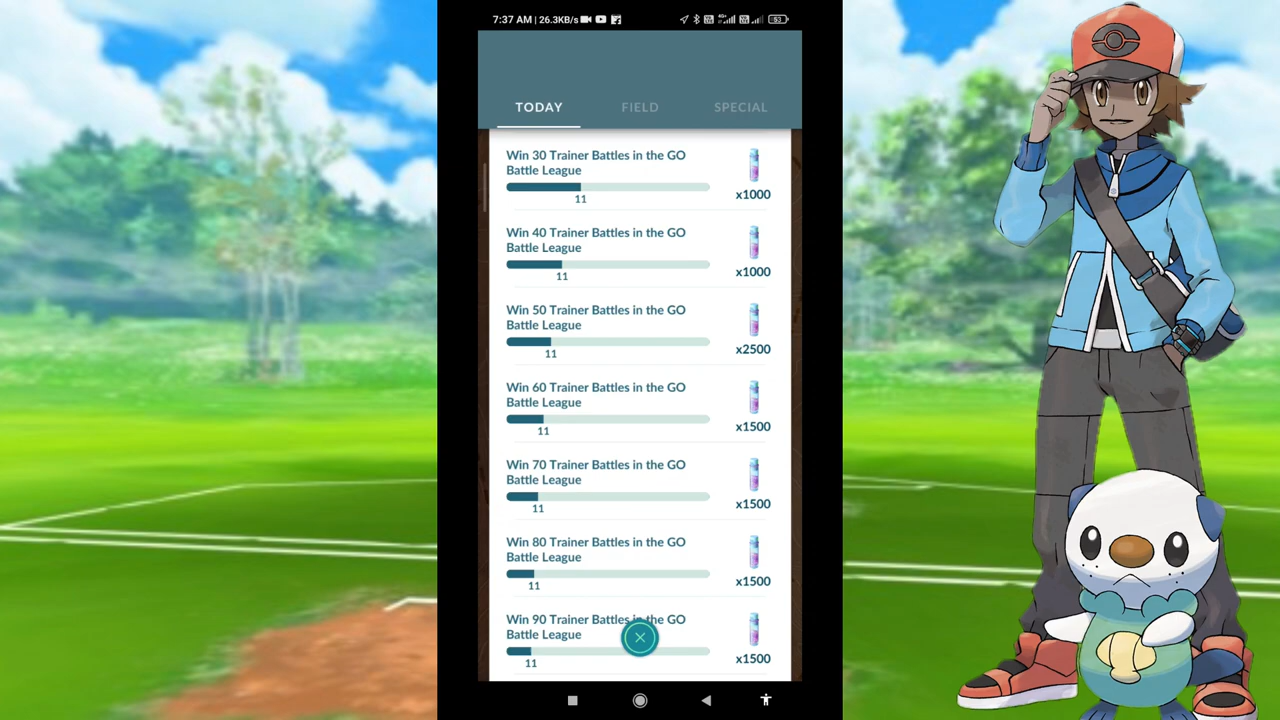 7:37 AM | 26.3KB/s
53
TODAY FIELD SPECIAL
Win 30 Trainer Battles in the GO
Battle League
x1000
11
Win 40 Trainer Battles in the GO
Battle League
x1000
11
Win 50 Trainer Battles in the GO
Battle League
x2500
11
Win 60 Trainer Battles in the GO
Battle League
x1500
11
Win 70 Trainer Battles in the GO
Battle League
x1500
11
Win 80 Trainer Battles in the GO
Battle League
x1500
11
Win 90 Trainer Battles in the GO
Battle League
x1500
11